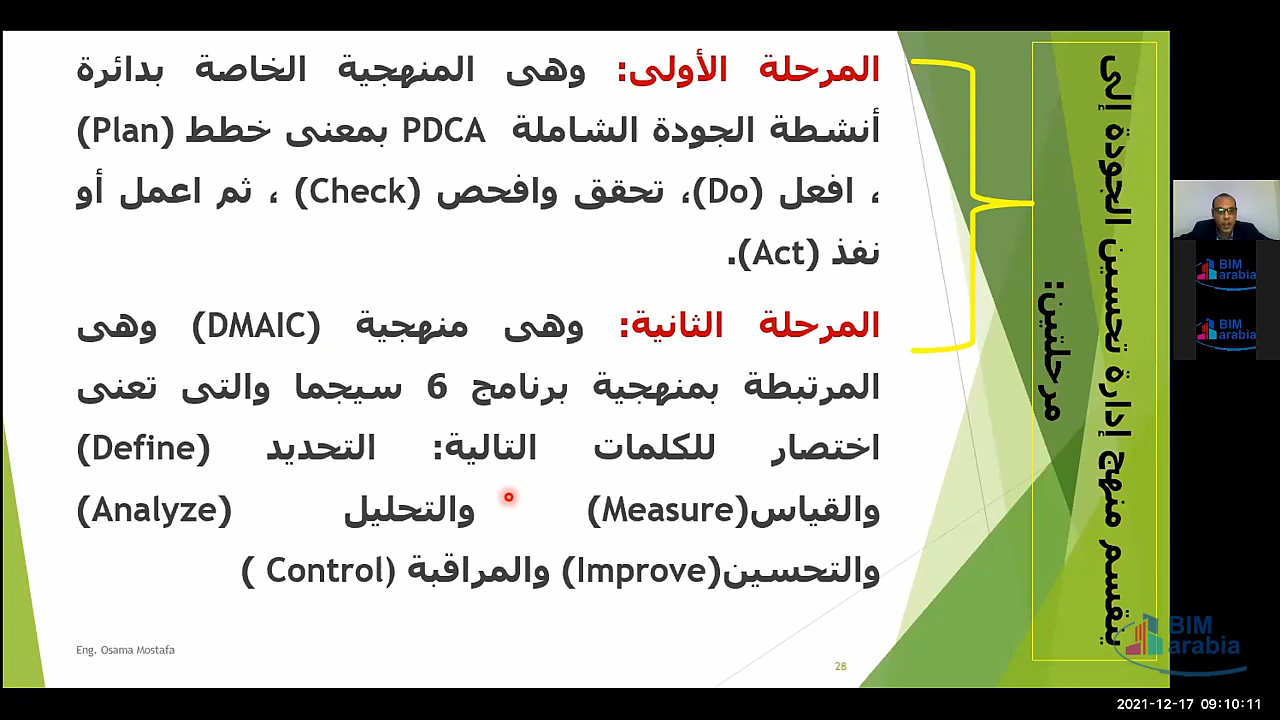 ينقسم منهج إدارة تحسين الجودة إلى
مرحلتين:
المرحلة الأولى: وهى المنهجية الخاصة بدائرة
أنشطة الجودة الشاملة PDCA بمعنى خطط (Plan)
، افعل (Do)، تحقق وافحص (Check) ، ثم اعمل أو
نفذ (Act).
المرحلة الثانية: وهى منهجية (DMAIC) وهى
المرتبطة بمنهجية برنامج 6 سيجما والتى تعنى
اختصار للكلمات التالية: التحديد (Define)
والقياس(Measure) والتحليل (Analyze)
والتحسين(Improve) والمراقبة (Control )
Eng. Osama Mostafa
28
BIM
arabia
BIM
arabia
BIM
arabia
2021-12-17 09:10:11